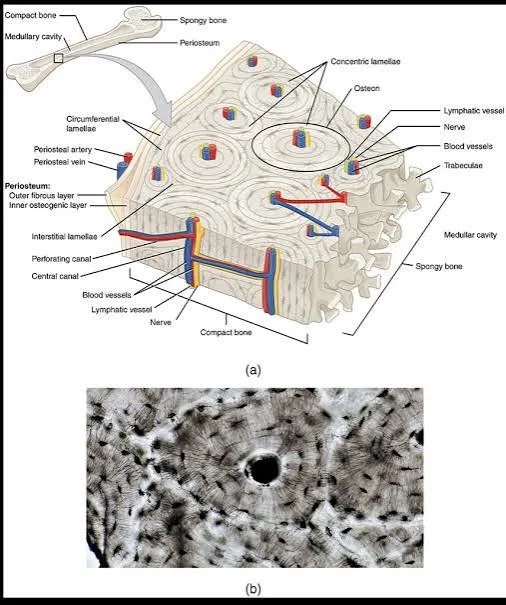 Compact bone
Spongy bone
Medullary cavity
Periosteum
Concentric lamellae
Osteon
Circumferential
lamellae
Lymphatic vessel
Nerve
Blood vessels
Trabeculae
Periosteal artery
Periosteal vein
Periosteum:
Outer fibrous layer
Inner osteogenic layer
Interstitial lamellae
Medullar cavity
Perforating canal
Spongy bone
Central canal
Blood vessels
Lymphatic vessel
Nerve
Compact bone
(a)
(b)